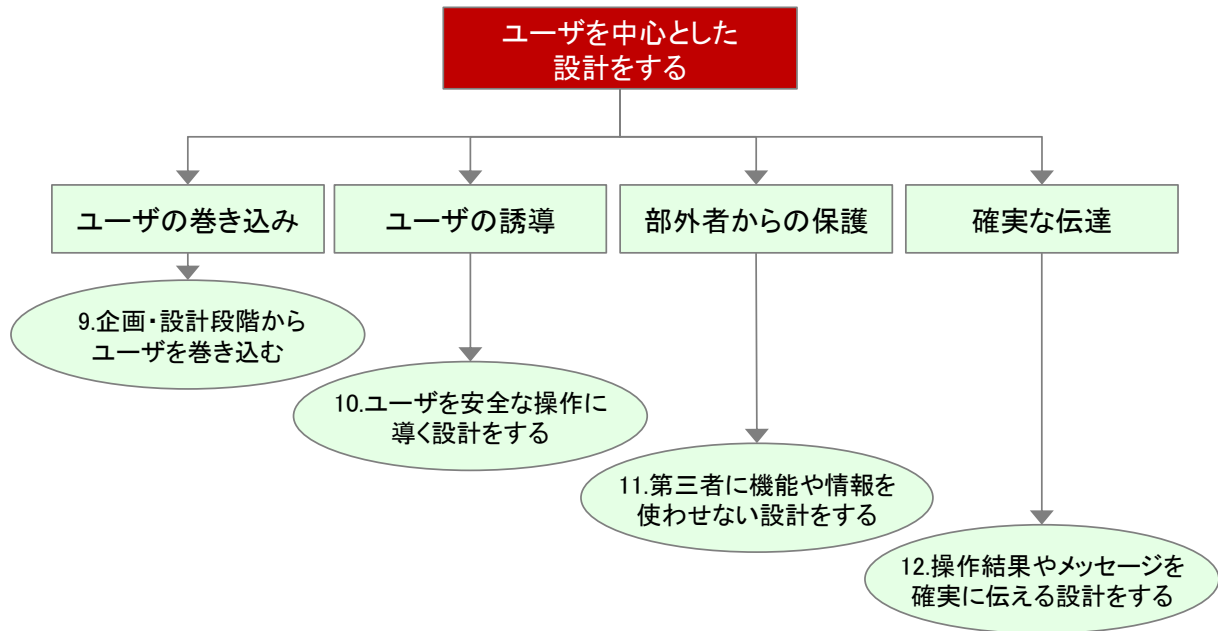 ユーザを中心とした
設計をする
ユーザの巻き込み
ユーザの誘導
部外者からの保護
確実な伝達
9.企画・設計段階から
ユーザを巻き込む
10.ユーザを安全な操作に
導く設計をする
11.第三者に機能や情報を
使わせない設計をする
12.操作結果やメッセージを
確実に伝える設計をする